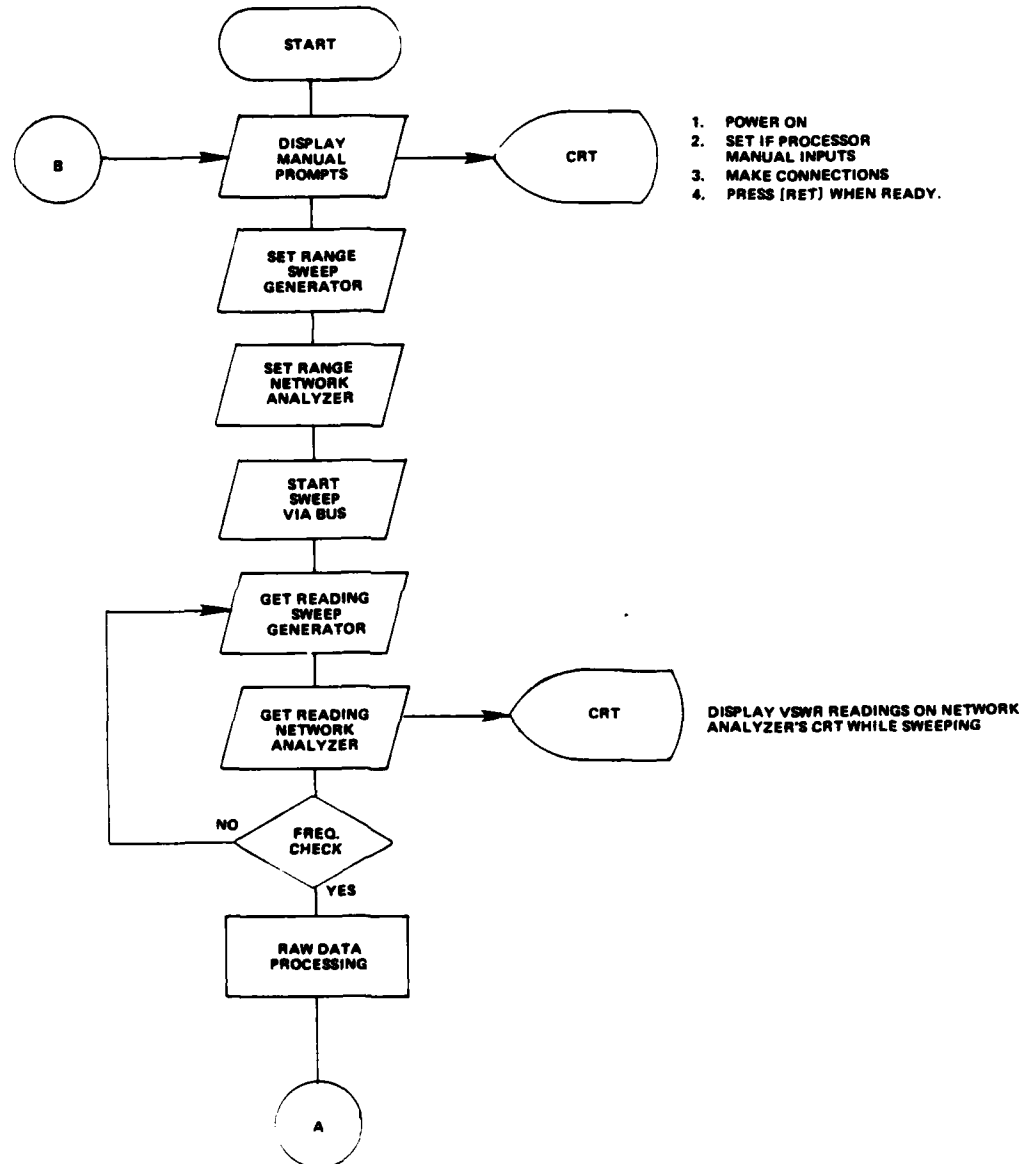 START
B
DISPLAY
MANUAL
PROMPTS
CRT
1. POWER ON
2. SET IF PROCESSOR
MANUAL INPUTS
3. MAKE CONNECTIONS
4. PRESS [RET] WHEN READY.
SET RANGE
SWEEP
GENERATOR
SET RANGE
NETWORK
ANALYZER
START
SWEEP
VIA BUS
GET READING
SWEEP
GENERATOR
GET READING
NETWORK
ANALYZER
CRT
DISPLAY VSWR READINGS ON NETWORK
ANALYZER'S CRT WHILE SWEEPING
NO
FREQ.
CHECK
YES
RAW DATA
PROCESSING
A